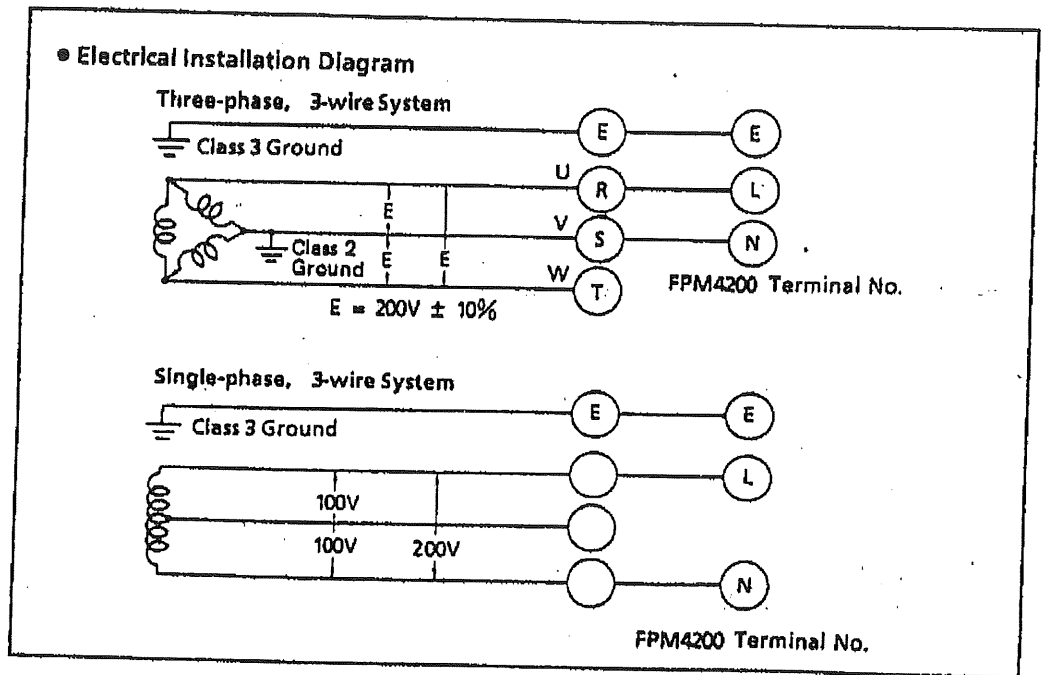 ● Electrical Installation Diagram
Three-phase, 3-wire System
E E
Class 3 Ground
U R L
E
V S N
Class 2 Ground E E
W T FPM4200 Terminal No.
E = 200V ± 10%
Single-phase, 3-wire System
E E
Class 3 Ground
L
100V
100V 200V
N
FPM4200 Terminal No.